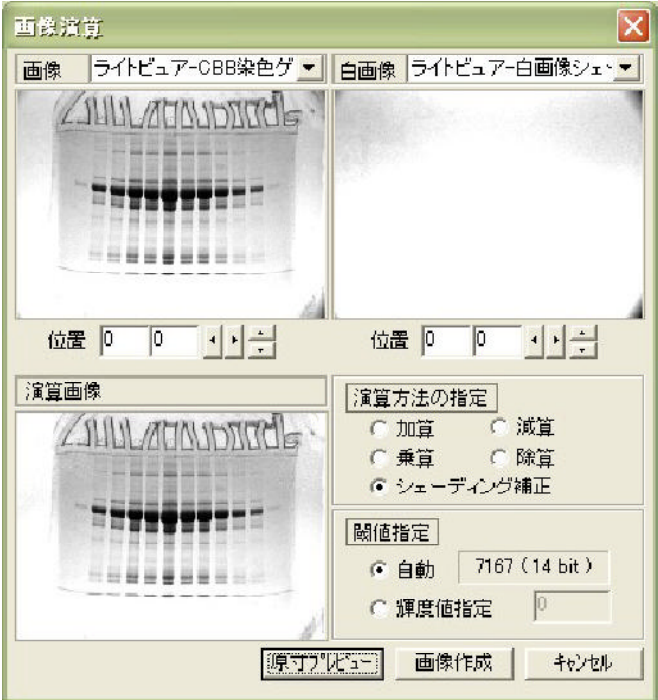 画像演算
画像 ライトビュアー-CBB染色ゲ
白画像 ライトビュアー-白画像シェー
位置 0 0
位置 0 0
演算画像
演算方法の指定
加算 減算
乗算 除算
シェーディング補正
閾値指定
自動 7167 ( 14 bit )
輝度値指定 0
原寸プレビュー 画像作成 キャンセル